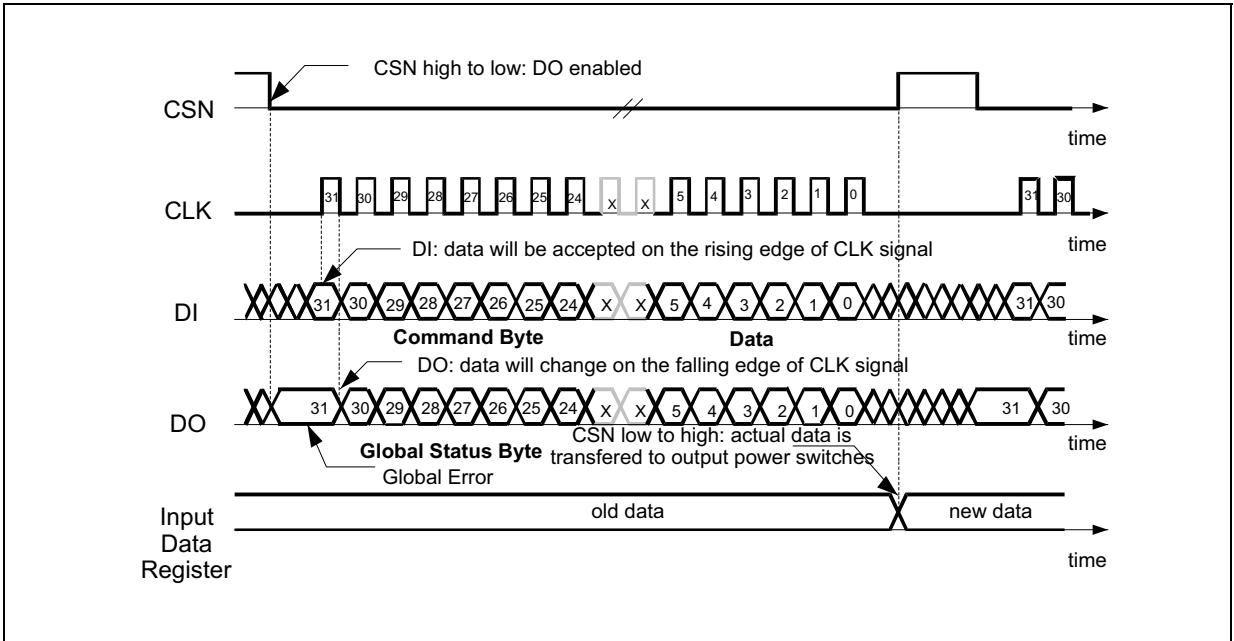 CSN high to low: DO enabled
CSN
time
31 30 29 28 27 26 25 24 X X 5 4 3 2 1 0 31 30
CLK
time
DI: data will be accepted on the rising edge of CLK signal
DI
31 30 29 28 27 26 25 24 X X 5 4 3 2 1 0 31 30
time
Command Byte Data
DO: data will change on the falling edge of CLK signal
DO
31 30 29 28 27 26 25 24 X X 5 4 3 2 1 0 31 30
time
Global Status Byte
CSN low to high: actual data is
transfered to output power switches
Global Error
Input
Data
Register
old data new data
time